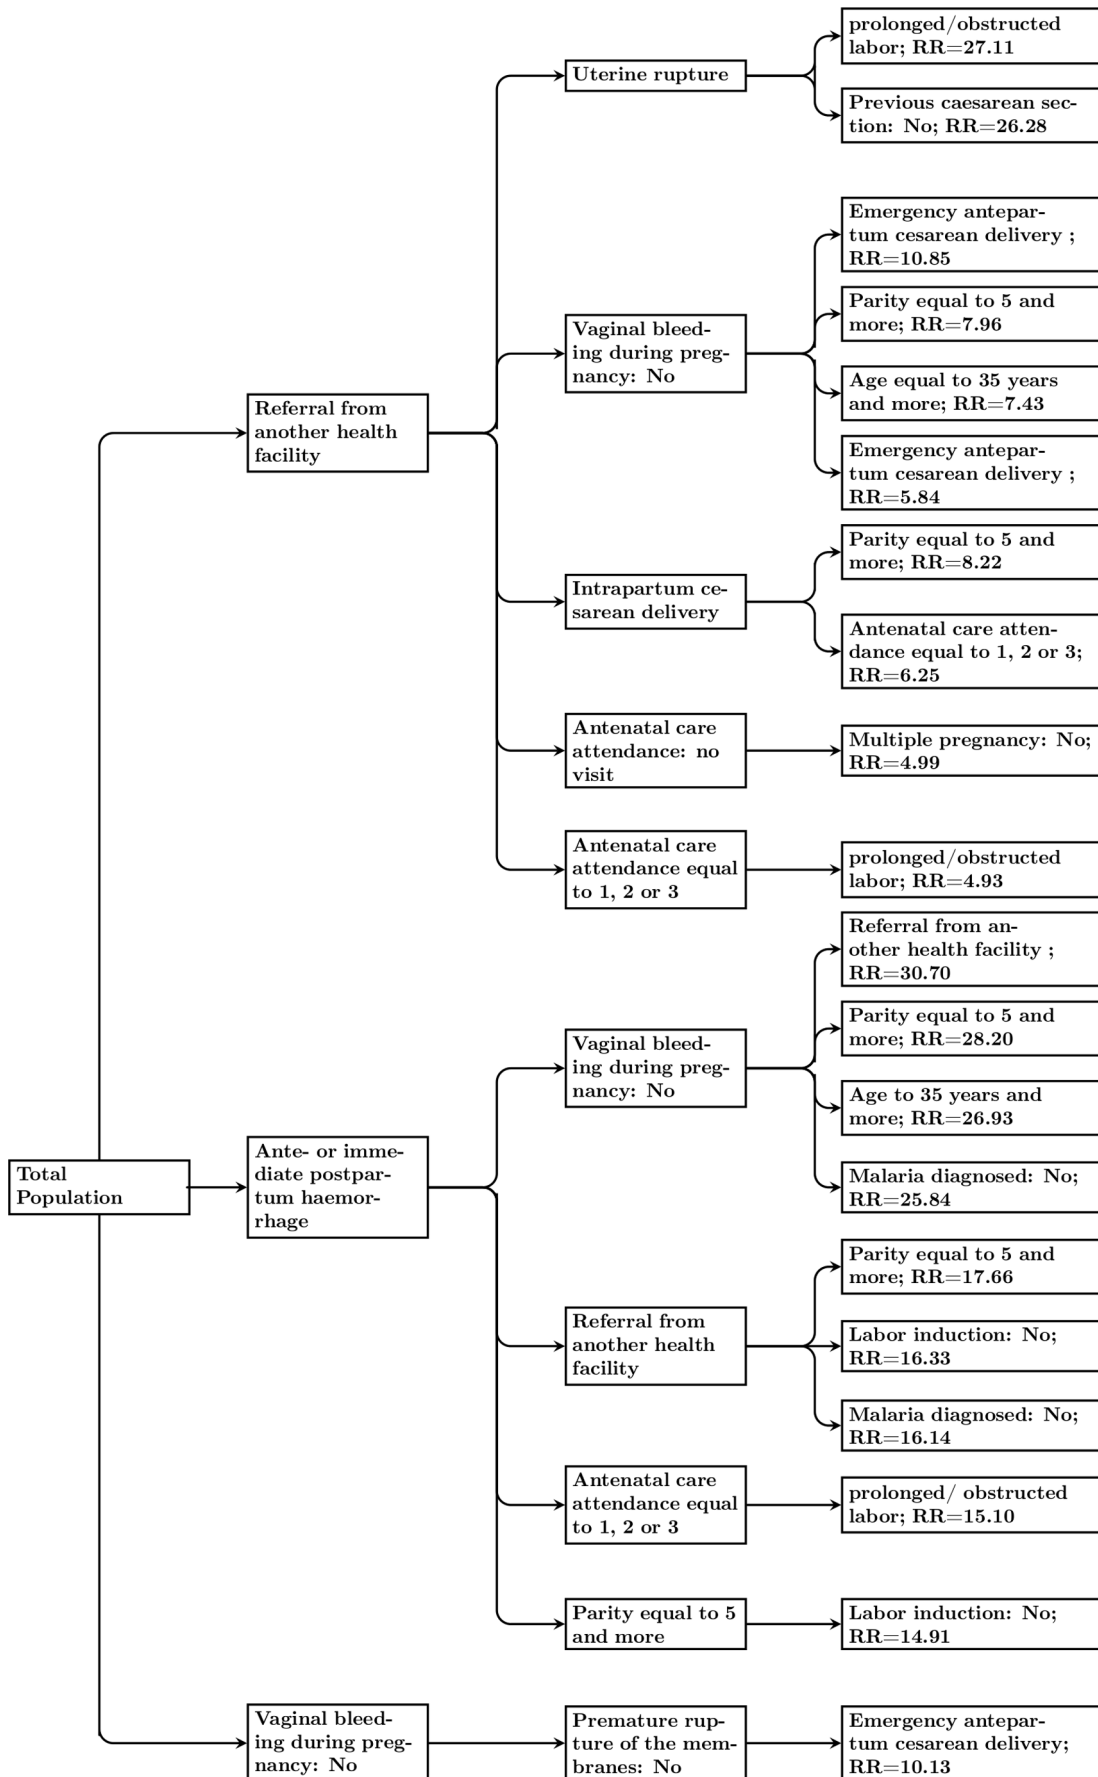 prolonged/obstructed
labor; RR=27.11
Uterine rupture
Previous caesarean sec-
tion: No; RR=26.28
Emergency antepar-
tum cesarean delivery ;
RR=10.85
Parity equal to 5 and
more; RR=7.96
Vaginal bleed-
ing during preg-
nancy: No
Age equal to 35 years
and more; RR=7.43
Referral from
another health
facility
Emergency antepar-
tum cesarean delivery ;
RR=5.84
Parity equal to 5 and
more; RR=8.22
Intrapartum ce-
sarean delivery
Antenatal care atten-
dance equal to 1, 2 or 3;
RR=6.25
Antenatal care
attendance: no
visit
Multiple pregnancy: No;
RR=4.99
Antenatal care
attendance equal
to 1, 2 or 3
prolonged/obstructed
labor; RR=4.93
Referral from an-
other health facility ;
RR=30.70
Parity equal to 5 and
more; RR=28.20
Vaginal bleed-
ing during preg-
nancy: No
Age to 35 years and
more; RR=26.93
Total
Population
Ante- or imme-
diate postpar-
tum haemor-
rhage
Malaria diagnosed: No;
RR=25.84
Parity equal to 5 and
more; RR=17.66
Referral from
another health
facility
Labor induction: No;
RR=16.33
Malaria diagnosed: No;
RR=16.14
Antenatal care
attendance equal
to 1, 2 or 3
prolonged/ obstructed
labor; RR=15.10
Parity equal to 5
and more
Labor induction: No;
RR=14.91
Vaginal bleed-
ing during preg-
nancy: No
Premature rup-
ture of the mem-
branes: No
Emergency antepar-
tum cesarean delivery;
RR=10.13